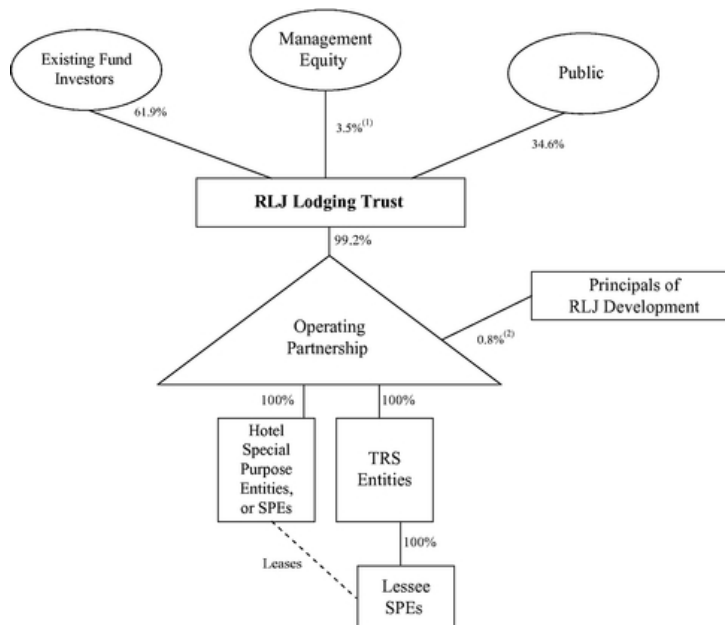 Existing Fund
Investors
Management
Equity
Public
61.9%
3.5%(1)
34.6%
RLJ Lodging Trust
99.2%
Principals of
RLJ Development
Operating
Partnership
0.8%(2)
100%
100%
Hotel
Special
Purpose
Entities,
or SPEs
TRS
Entities
100%
Leases
Lessee
SPEs